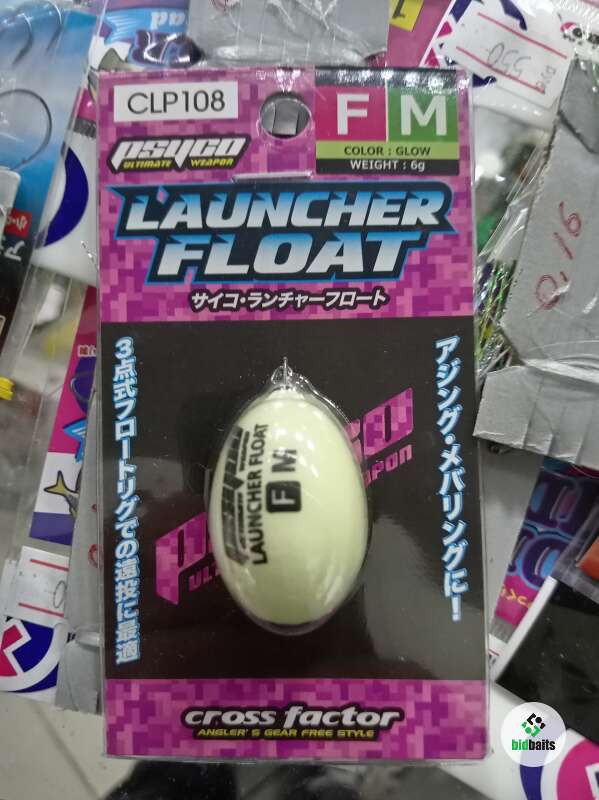 CLP108
F M
COLOR : GLOW
WEIGHT : 6g
PSYCO
ULTIMATE WEAPON
LAUNCHER
FLOAT
サイコ・ランチャーフロート
アジング・メバリングに!
3点式フロートリグでの遠投に最適
LAUNCHER FLOAT
F M
cross factor
ANGLER'S GEAR FREE STYLE
550
0,16
bidbaits